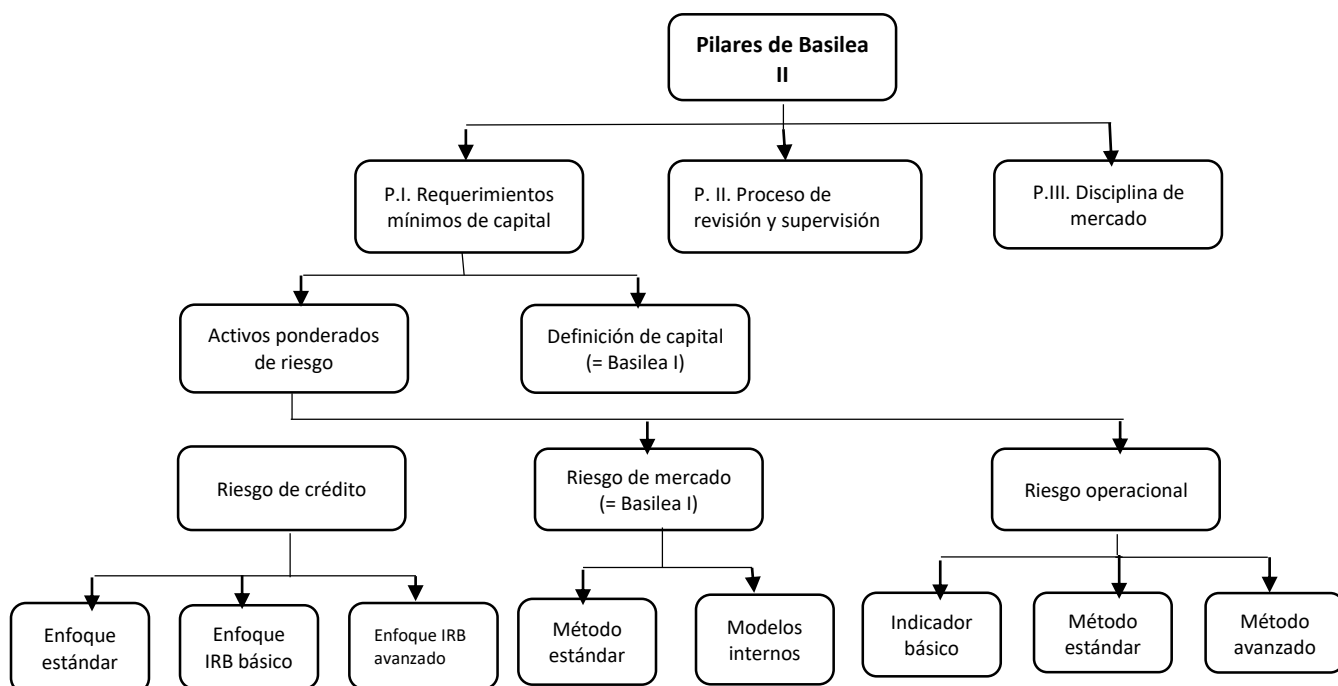 Pilares de Basilea
II
P.I. Requerimientos
mínimos de capital
P. II. Proceso de
revisión y supervisión
P.III. Disciplina de
mercado
Activos ponderados
de riesgo
Definición de capital
(= Basilea I)
Riesgo de crédito
Riesgo de mercado
(= Basilea I)
Riesgo operacional
Enfoque
estándar
Enfoque
IRB básico
Enfoque IRB
avanzado
Método
estándar
Modelos
internos
Indicador
básico
Método
estándar
Método
avanzado